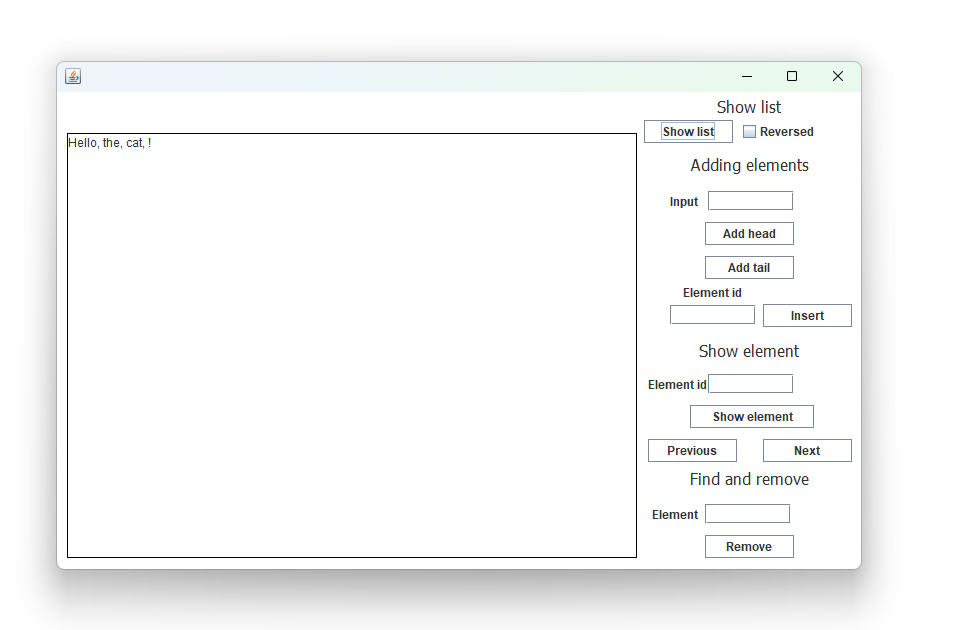 Show list
Show list Reversed
Hello, the, cat, !
Adding elements
Input
Add head
Add tail
Element id
Insert
Show element
Element id
Show element
Previous Next
Find and remove
Element
Remove